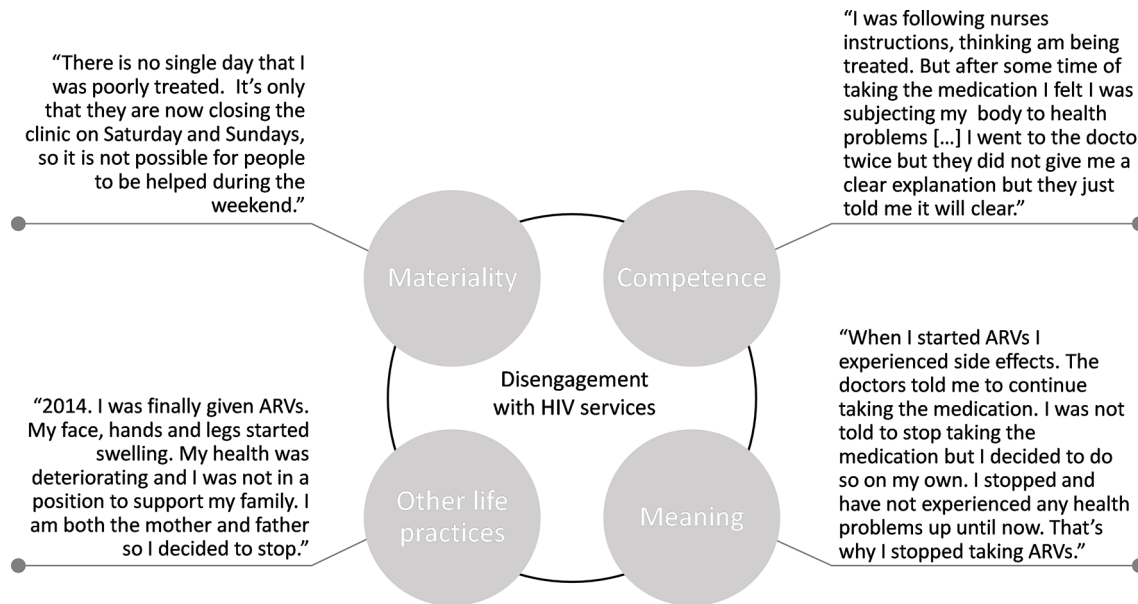 “There is no single day that I
was poorly treated.  It’s only
that they are now closing the
clinic on Saturday and Sundays,
so it is not possible for people
to be helped during the
weekend.”
“I was following nurses
instructions, thinking am being
treated. But after some time of
taking the medication I felt I was
subjecting my  body to health
problems […] I went to the docto
twice but they did not give me a
clear explanation but they just
told me it will clear.”
Materiality
Competence
Disengagement
with HIV services
“2014. I was finally given ARVs.
My face, hands and legs started
swelling. My health was
deteriorating and I was not in a
position to support my family. I
am both the mother and father
so I decided to stop.”
Other life
practices
Meaning
“When I started ARVs I
experienced side effects. The
doctors told me to continue
taking the medication. I was not
told to stop taking the
medication but I decided to do
so on my own. I stopped and
have not experienced any health
problems up until now. That’s
why I stopped taking ARVs.”